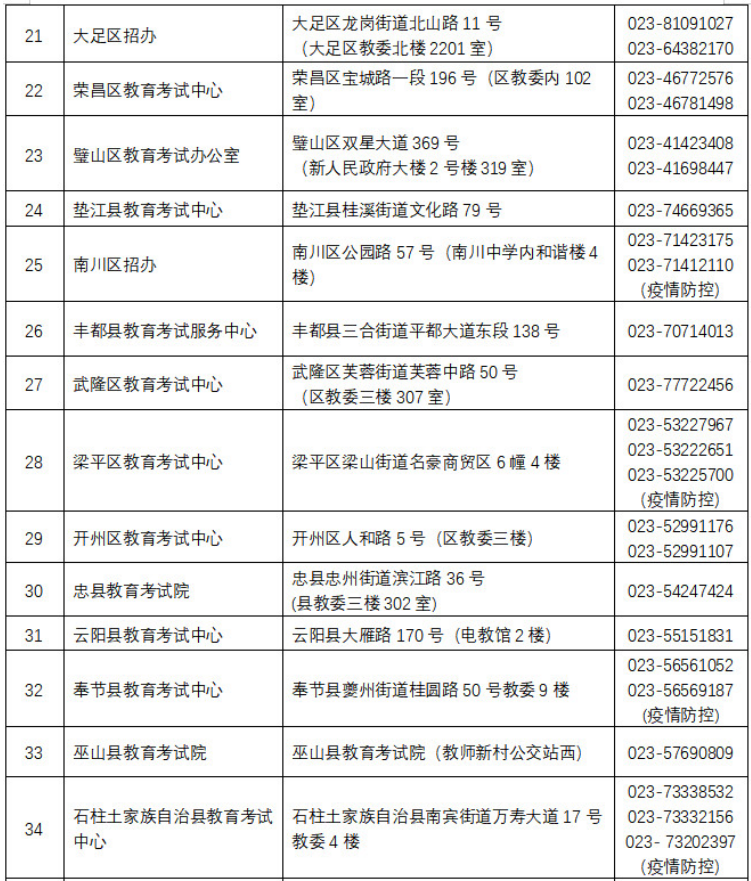 21
大足区招办
大足区龙岗街道北山路 11 号
（大足区教委北楼 2201 室）
023-81091027
023-64382170
22
荣昌区教育考试中心
荣昌区宝城路一段 196 号（区教委内 102
室）
023-46772576
023-46781498
23
璧山区教育考试办公室
璧山区双星大道 369 号
（新人民政府大楼 2 号楼 319 室）
023-41423408
023-41698447
24
垫江县教育考试中心
垫江县桂溪街道文化路 79 号
023-74669365
25
南川区招办
南川区公园路 57 号（南川中学内和谐楼 4
楼）
023-71423175
023-71412110
(疫情防控)
26
丰都县教育考试服务中心
丰都县三合街道平都大道东段 138 号
023-70714013
27
武隆区教育考试中心
武隆区芙蓉街道芙蓉中路 50 号
（区教委三楼 307 室）
023-77722456
28
梁平区教育考试中心
梁平区梁山街道名豪商贸区 6 幢 4 楼
023-53227967
023-53222651
023-53225700
(疫情防控)
29
开州区教育考试中心
开州区人和路 5 号（区教委三楼）
023-52991176
023-52991107
30
忠县教育考试院
忠县忠州街道滨江路 36 号
(县教委三楼 302 室)
023-54247424
31
云阳县教育考试中心
云阳县大雁路 170 号（电教馆 2 楼）
023-55151831
32
奉节县教育考试中心
奉节县夔州街道桂圆路 50 号教委 9 楼
023-56561052
023-56569187
(疫情防控)
33
巫山县教育考试院
巫山县教育考试院（教师新村公交站西）
023-57690809
34
石柱土家族自治县教育考试
中心
石柱土家族自治县南宾街道万寿大道 17 号
教委 4 楼
023-73338532
023-73332156
023- 73202397
(疫情防控)